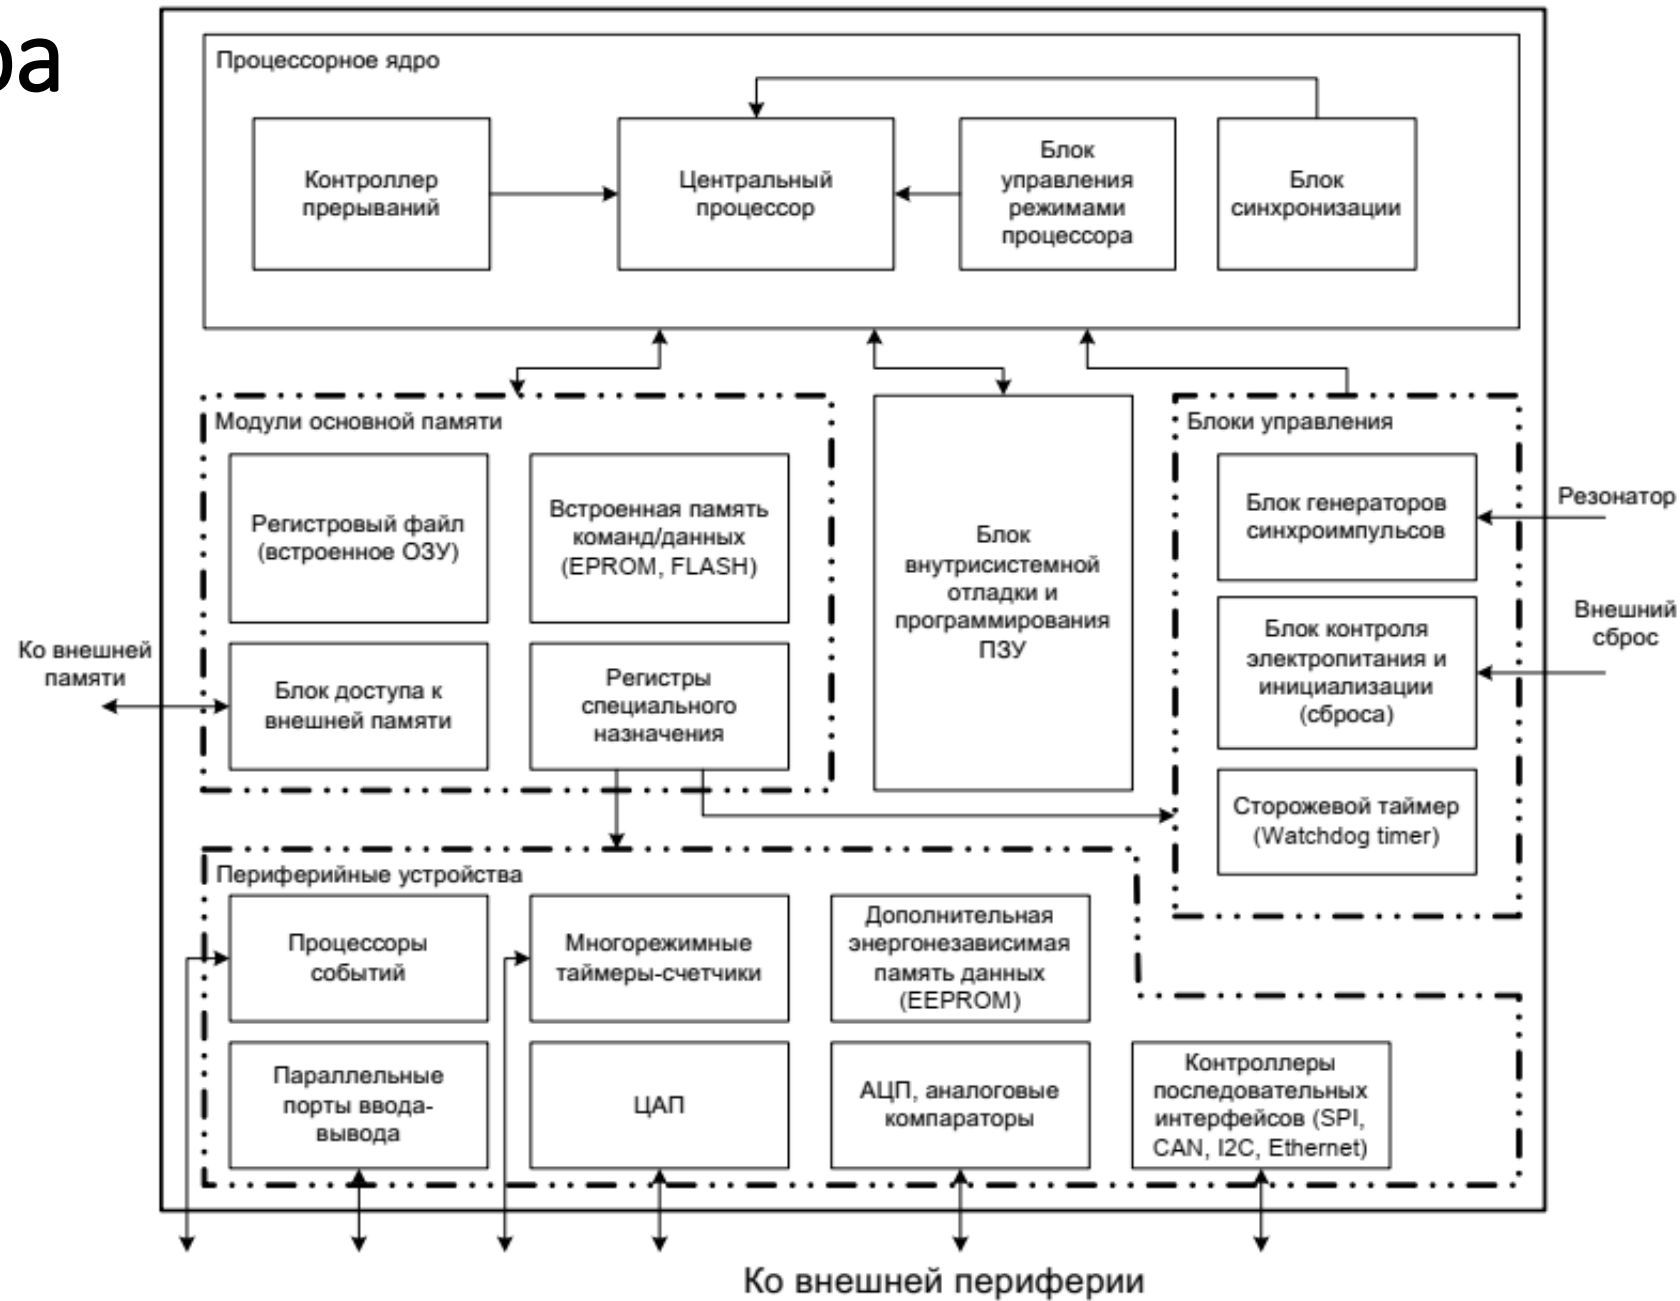 ра
Процессорное ядро
Контроллер
прерываний
Центральный
процессор
Блок
управления
режимами
процессора
Блок
синхронизации
Модули основной памяти
Регистровый файл
(встроенное ОЗУ)
Встроенная память
команд/данных
(EPROM, FLASH)
Блок доступа к
внешней памяти
Регистры
специального
назначения
Ко внешней
памяти
Блок
внутрисистемной
отладки и
программирования
ПЗУ
Блоки управления
Блок генераторов
синхроимпульсов
Резонатор
Блок контроля
электропитания и
инициализации
(сброса)
Внешний
сброс
Сторожевой таймер
(Watchdog timer)
Периферийные устройства
Процессоры
событий
Многорежимные
таймеры-счетчики
Дополнительная
энергонезависимая
память данных
(EEPROM)
Параллельные
порты ввода-
вывода
ЦАП
АЦП, аналоговые
компараторы
Контроллеры
последовательных
интерфейсов (SPI,
CAN, I2C, Ethernet)
Ко внешней периферии